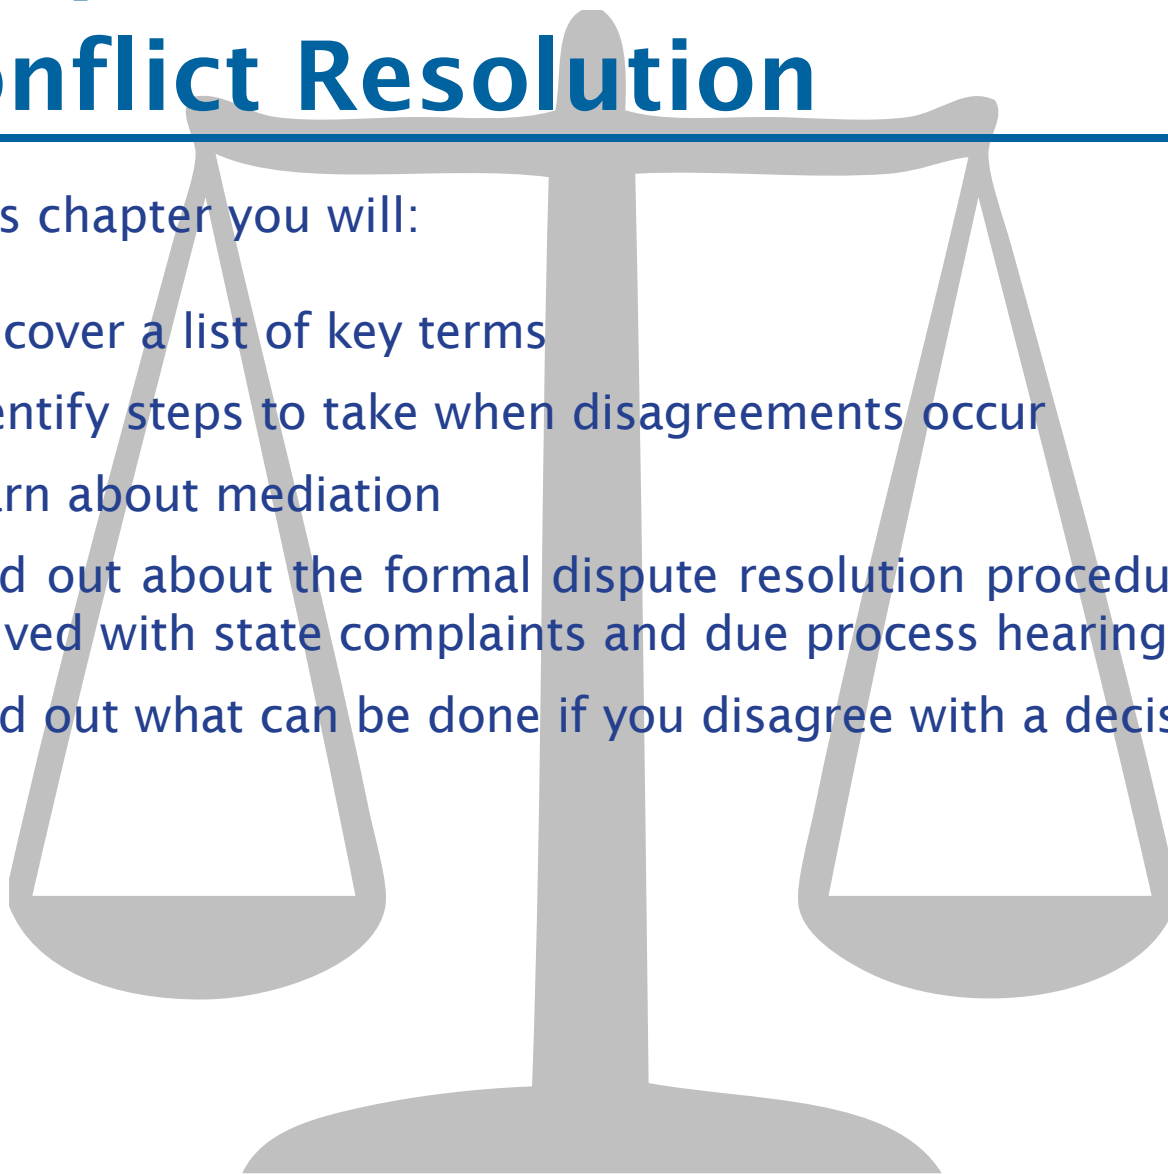 onflict Resolution
s chapter you will:
cover a list of key terms
entify steps to take when disagreements occur
arn about mediation
d out about the formal dispute resolution procedu
ved with state complaints and due process hearing
d out what can be done if you disagree with a decis